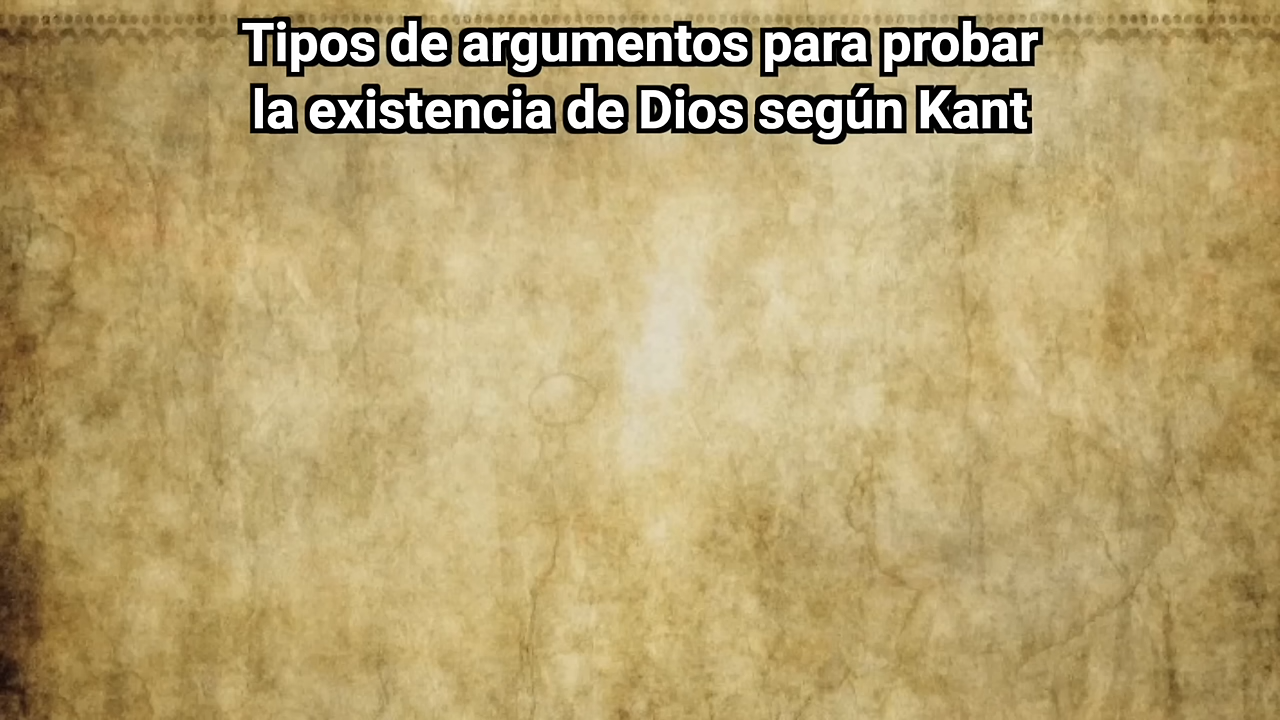 Tipos de argumentos para probar
la existencia de Dios según Kant